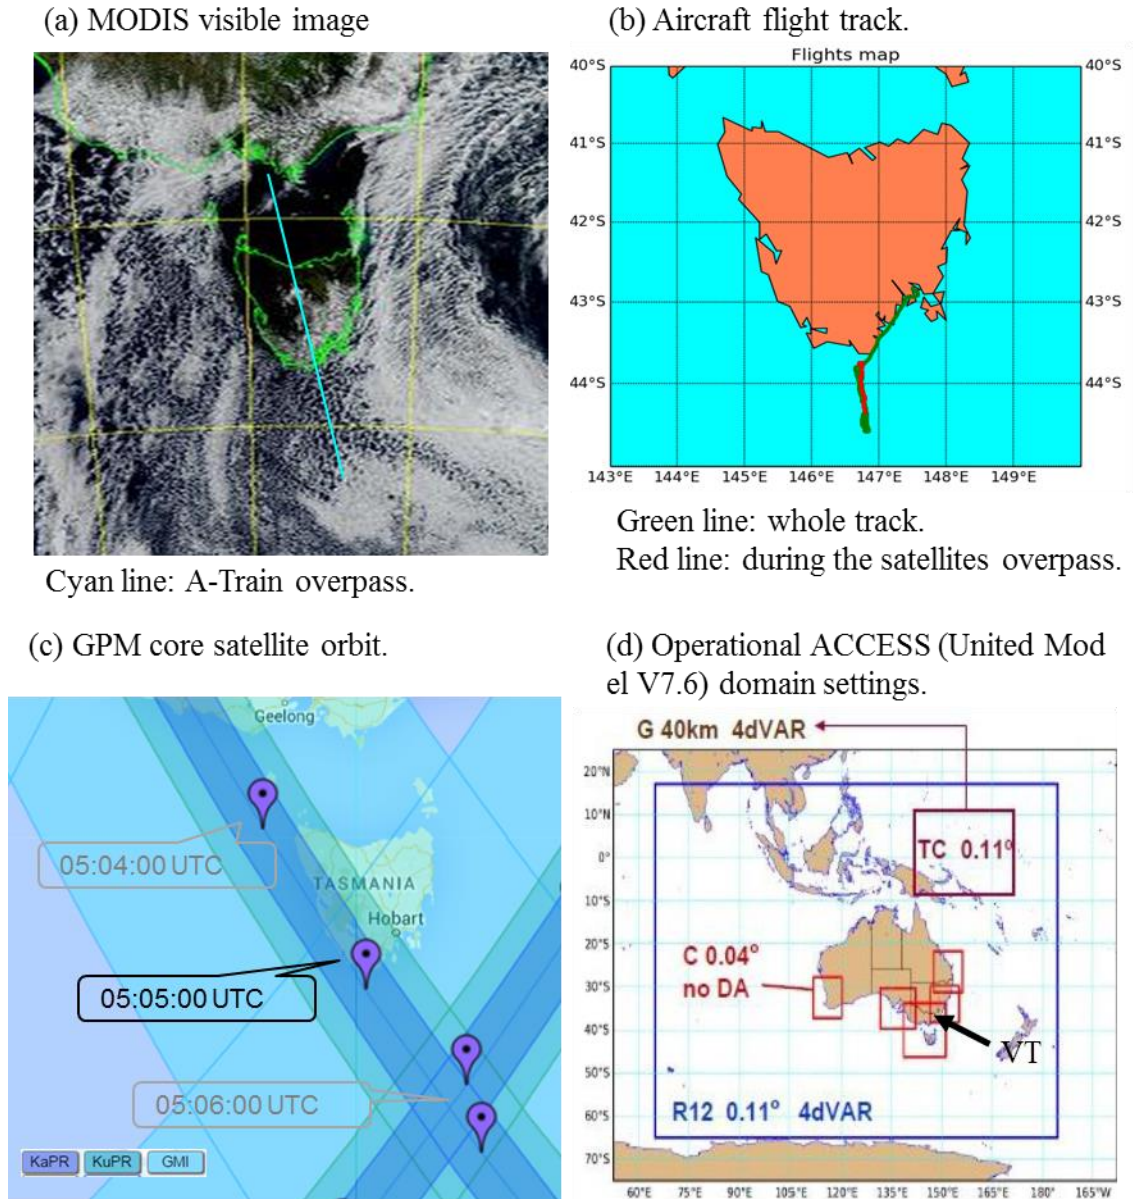 (a) MODIS visible image
(b) Aircraft flight track.
Flights map
40°S
40°S
41°S
41°S
42°S
42°S
43°S
43°S
44°S
44°S
143°E 144°E 145°E 146°E 147°E 148°E 149°E
Cyan line: A-Train overpass.
Green line: whole track.
Red line: during the satellites overpass.
(c) GPM core satellite orbit.
(d) Operational ACCESS (United Mod
el V7.6) domain settings.
Geelong
05:04:00 UTC
TASMANIA
Hobart
05:05:00 UTC
05:06:00 UTC
KaPR KuPR GMI
G 40km 4dVAR
20°N
10°N
0°
10°S
20°S
30°S
40°S
50°S
60°S
70°S
TC 0.11°
C 0.04°
no DA
VT
R12 0.11° 4dVAR
60°E 75°E 90°E 105°E 120°E 135°E 150°E 165°E 180° 165°W